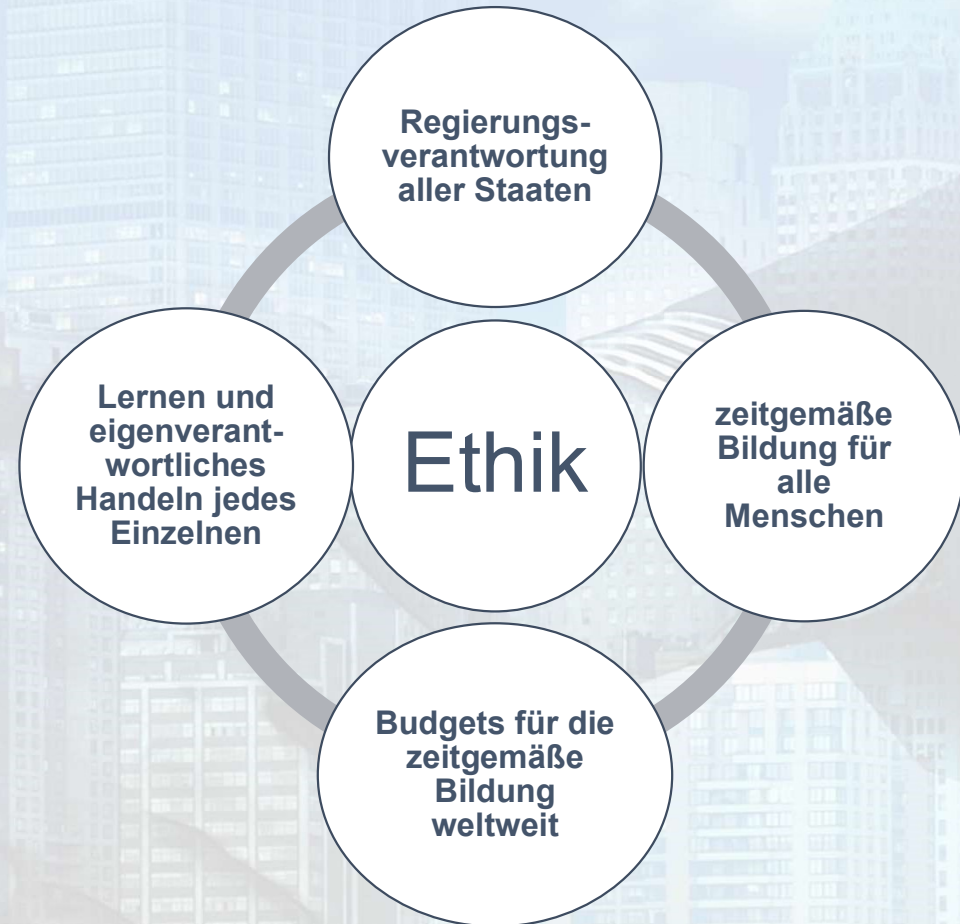 Regierungs-
verantwortung
aller Staaten
Lernen und
eigenverant-
wortliches
Handeln jedes
Einzelnen
Ethik
zeitgemäße
Bildung für
alle
Menschen
Budgets für die
zeitgemäße
Bildung
weltweit